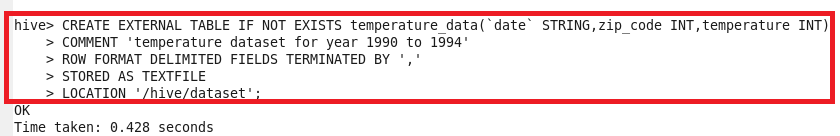 hive> CREATE EXTERNAL TABLE IF NOT EXISTS temperature_data(`date` STRING,zip_code INT,temperature INT)
    > COMMENT 'temperature dataset for year 1990 to 1994'
    > ROW FORMAT DELIMITED FIELDS TERMINATED BY ','
    > STORED AS TEXTFILE
    > LOCATION '/hive/dataset';
OK
Time taken: 0.428 seconds